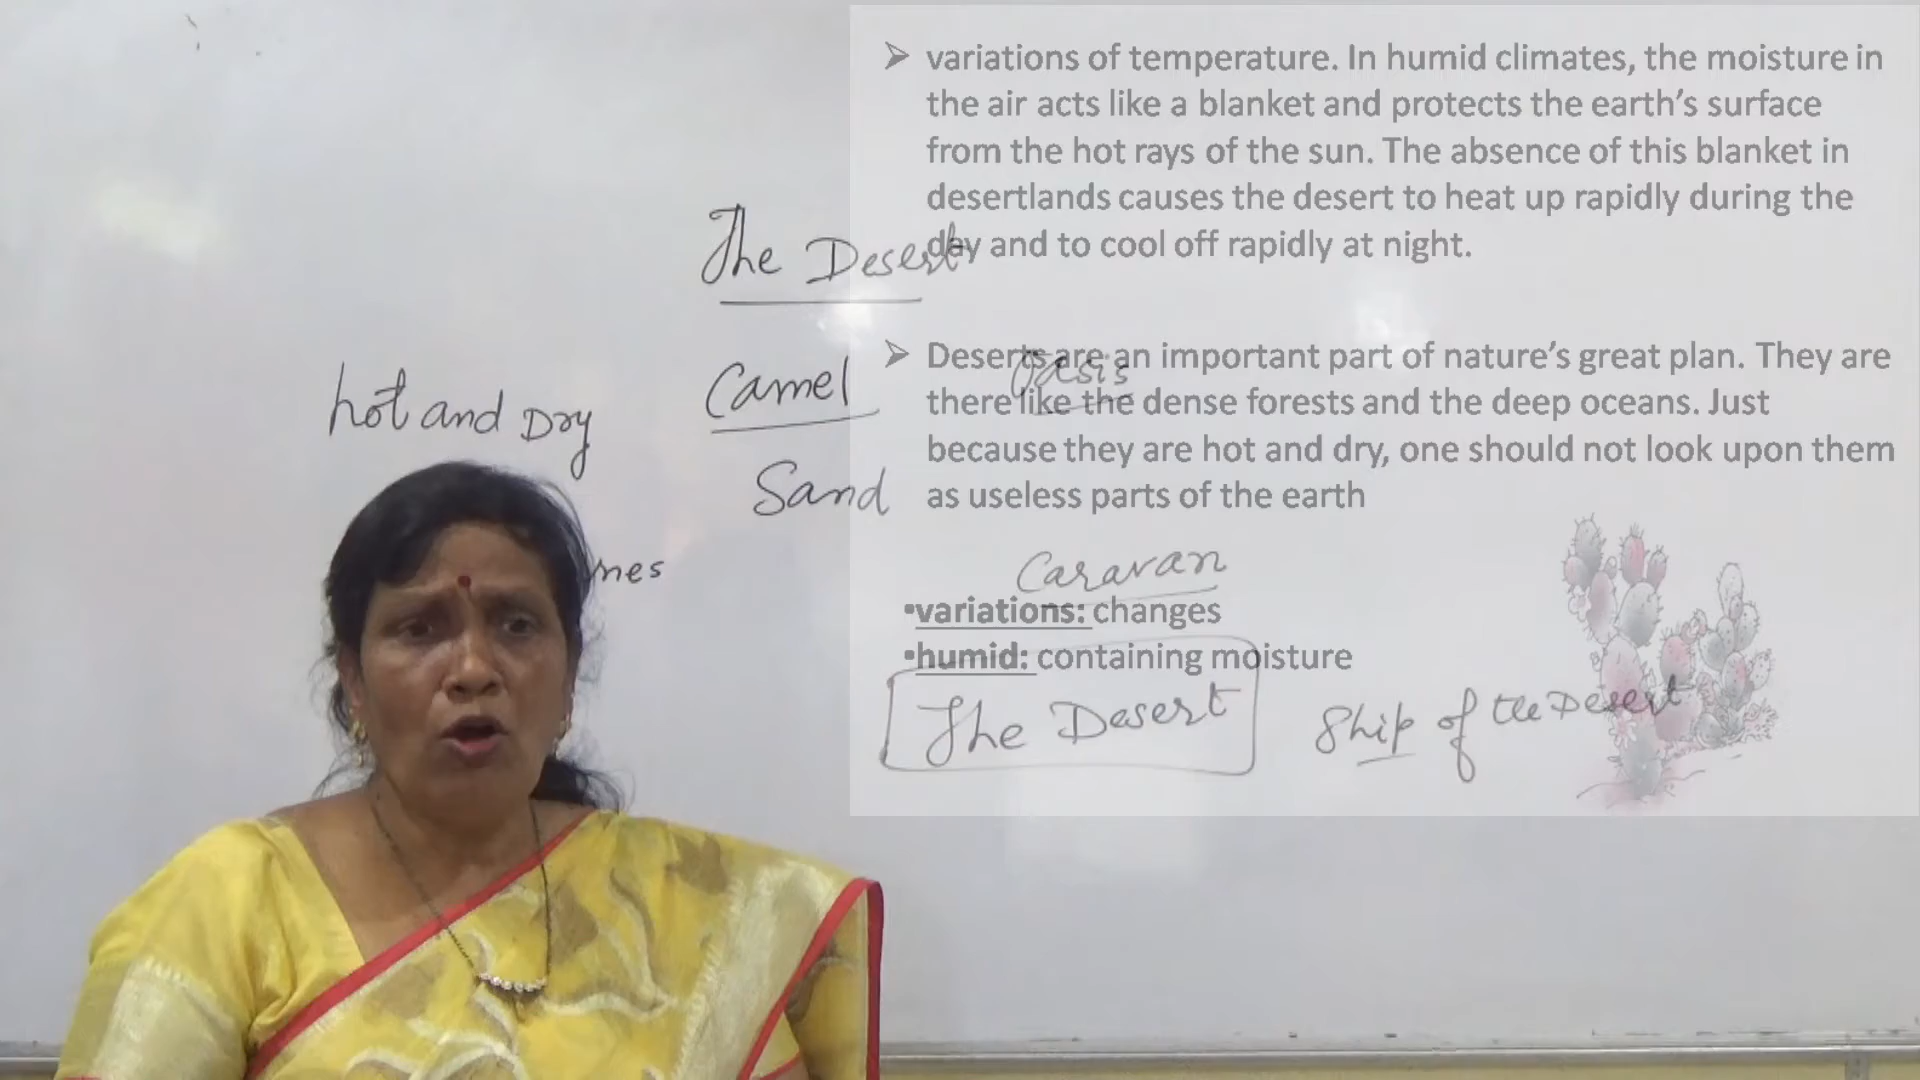 ➢ variations of temperature. In humid climates, the moisture in
the air acts like a blanket and protects the earth's surface
from the hot rays of the sun. The absence of this blanket in
desertlands causes the desert to heat up rapidly during the
day and to cool off rapidly at night.
The Desert
➢ Deserts are an important part of nature's great plan. They are
there like the dense forests and the deep oceans. Just
because they are hot and dry, one should not look upon them
as useless parts of the earth
hot and Dry
Camel
Oasis
Sand
Caravan
•variations: changes
•humid: containing moisture
The Desert
Ship of the Desert